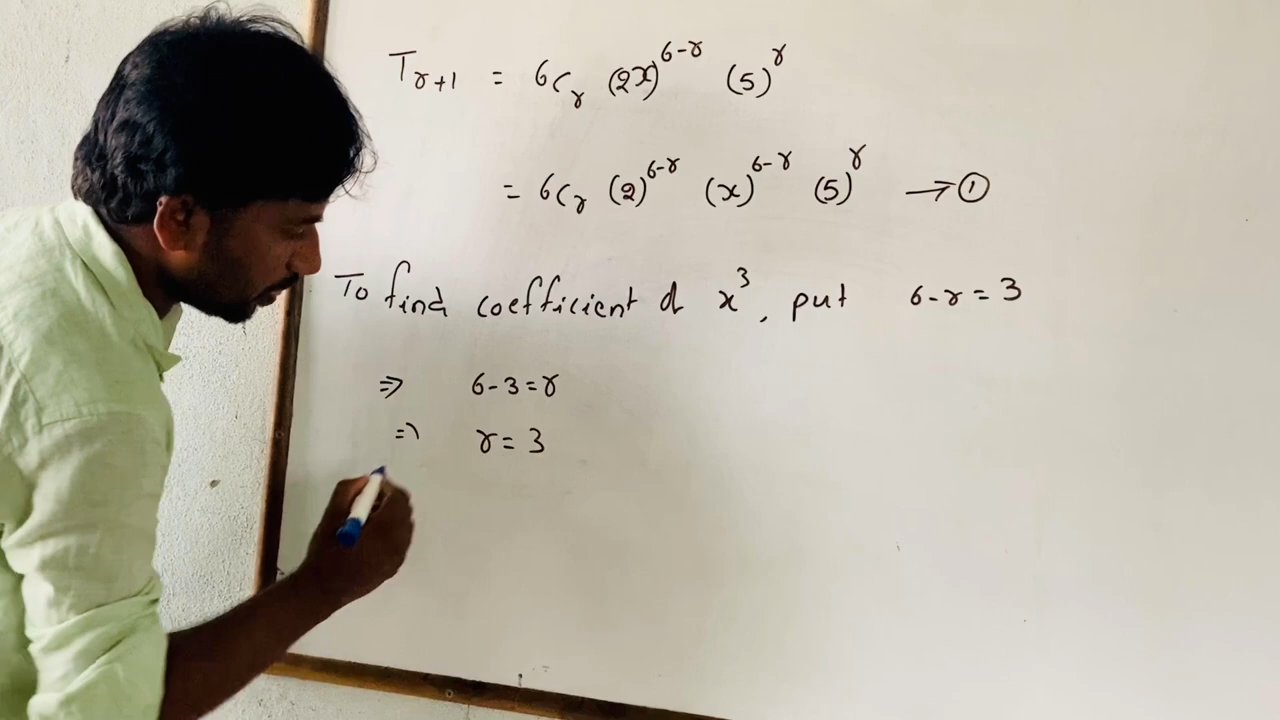 Tr+1 = 6Cr (2x)^6-r (5)^r
= 6Cr (2)^6-r (x)^6-r (5)^r → ①
To find coefficient of x^3, put 6-r = 3
⇒ 6-3 = r
⇒ r = 3